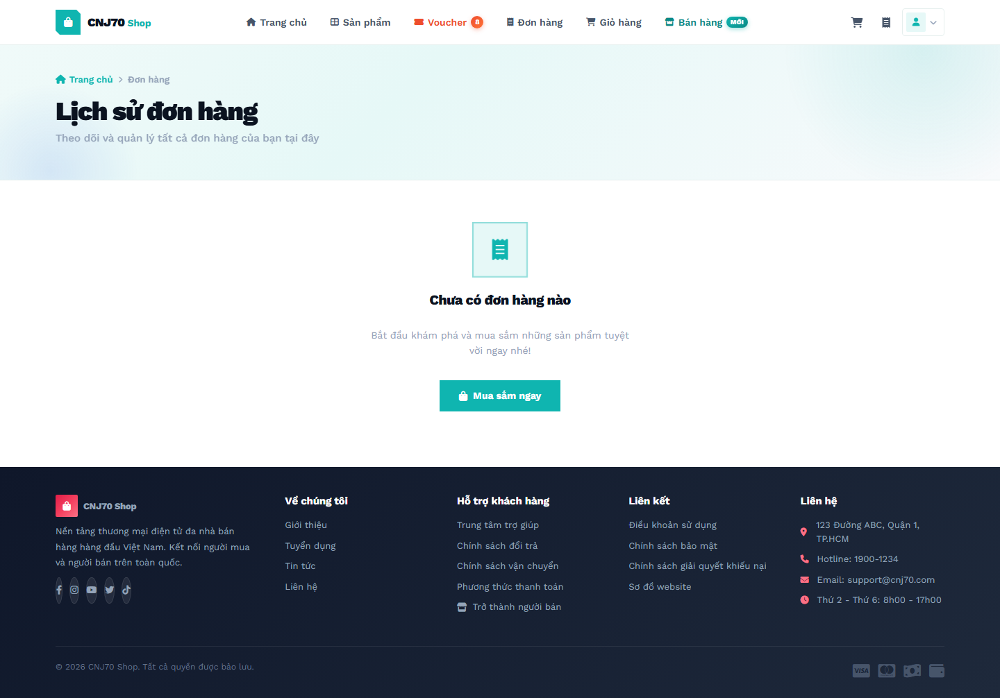 CNJ70 Shop
Trang chủ
Sản phẩm
Voucher 8
Đơn hàng
Giỏ hàng
Bán hàng MỚI
Trang chủ > Đơn hàng
Lịch sử đơn hàng
Theo dõi và quản lý tất cả đơn hàng của bạn tại đây
Chưa có đơn hàng nào
Bắt đầu khám phá và mua sắm những sản phẩm tuyệt
vời ngay nhé!
Mua sắm ngay
CNJ70 Shop
Nền tảng thương mại điện tử đa nhà bán
hàng hàng đầu Việt Nam. Kết nối người mua
và người bán trên toàn quốc.
Về chúng tôi
Giới thiệu
Tuyển dụng
Tin tức
Liên hệ
Hỗ trợ khách hàng
Trung tâm trợ giúp
Chính sách đổi trả
Chính sách vận chuyển
Phương thức thanh toán
Trở thành người bán
Liên kết
Điều khoản sử dụng
Chính sách bảo mật
Chính sách giải quyết khiếu nại
Sơ đồ website
Liên hệ
123 Đường ABC, Quận 1,
TP.HCM
Hotline: 1900-1234
Email: support@cnj70.com
Thứ 2 - Thứ 6: 8h00 - 17h00
© 2026 CNJ70 Shop. Tất cả quyền được bảo lưu.
VISA